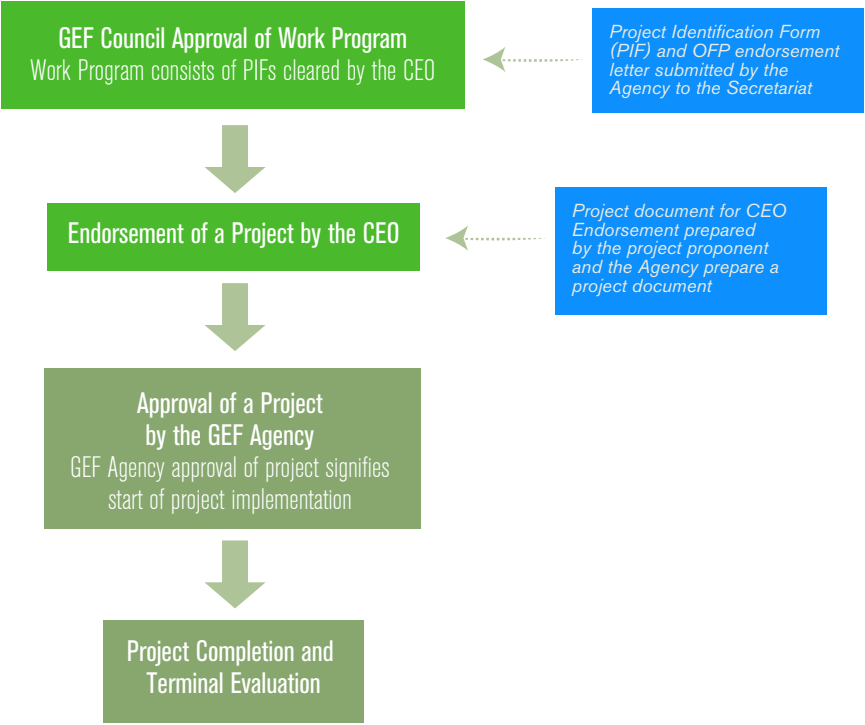 GEF Council Approval of Work Program
Work Program consists of PIFs cleared by the CEO
Project Identification Form
(PIF) and OFP endorsement
letter submitted by the
Agency to the Secretariat
Endorsement of a Project by the CEO
Project document for CEO
Endorsement prepared
by the project proponent
and the Agency prepare a
project document
Approval of a Project
by the GEF Agency
GEF Agency approval of project signifies
start of project implementation
Project Completion and
Terminal Evaluation